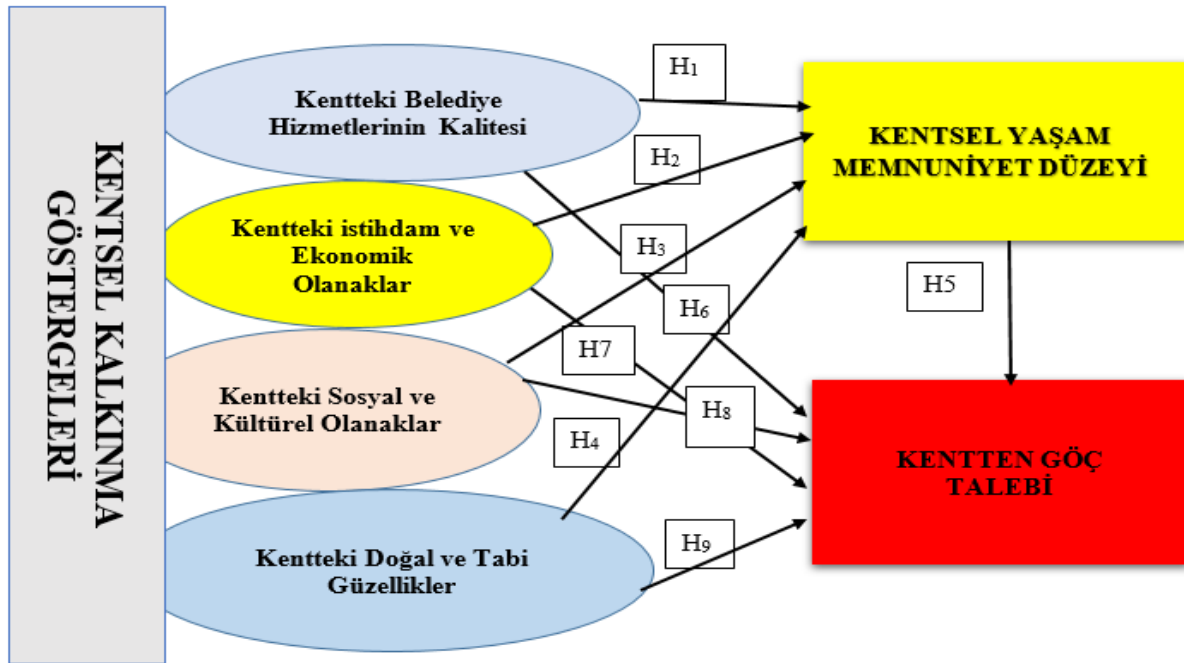 KENTSEL KALKINMA
GÖSTERGELERİ
Kentteki Belediye
Hizmetlerinin Kalitesi
Kentteki istihdam ve
Ekonomik
Olanaklar
Kentteki Sosyal ve
Kültürel Olanaklar
Kentteki Doğal ve Tabi
Güzellikler
H1
H2
H3
H6
H7
H8
H4
H9
KENTSEL YAŞAM
MEMNUNİYET DÜZEYİ
H5
KENTTEN GÖÇ
TALEBİ